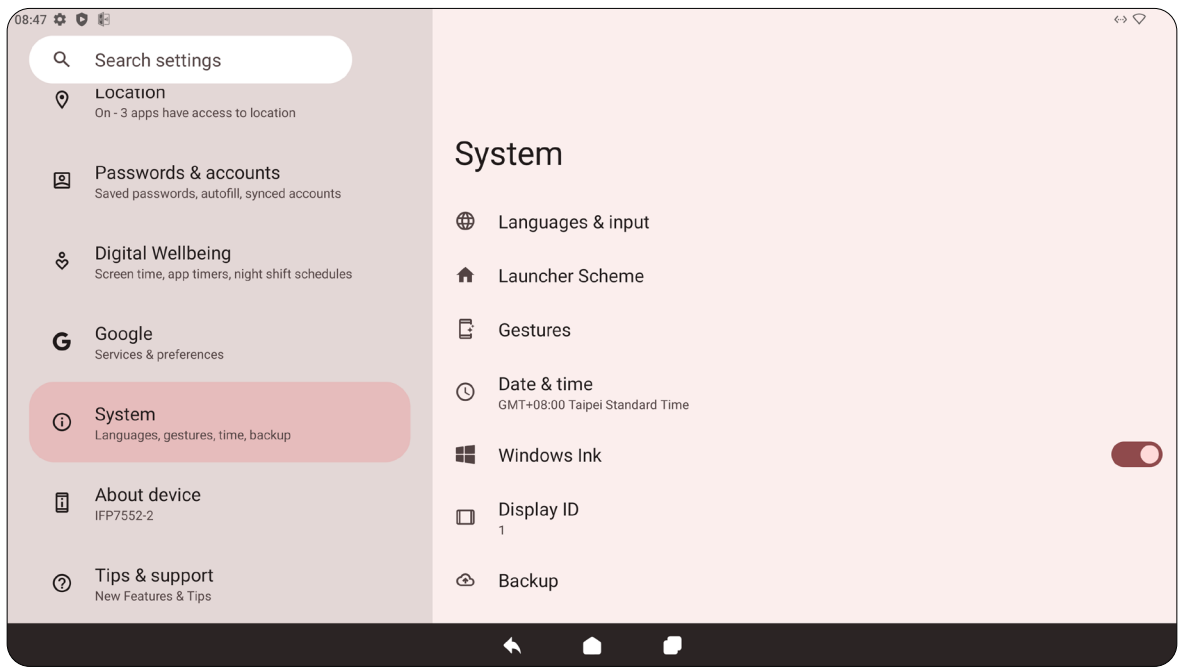 08:47
Search settings
Location
On - 3 apps have access to location
Passwords & accounts
Saved passwords, autofill, synced accounts
Digital Wellbeing
Screen time, app timers, night shift schedules
Google
Services & preferences
System
Languages, gestures, time, backup
About device
IFP7552-2
Tips & support
New Features & Tips
System
Languages & input
Launcher Scheme
Gestures
Date & time
GMT+08:00 Taipei Standard Time
Windows Ink
Display ID
1
Backup